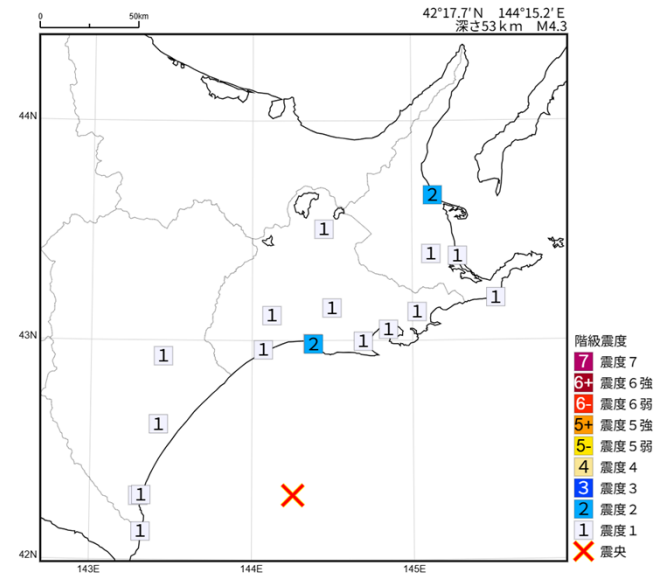 0 50km
42°17.7′N 144°15.2′E
深さ53km M4.3
44N
2
1
1 1
1
1 1 1
1
43N 1 2 1
1
1
階級震度
7 震度7
6+ 震度6強
6- 震度6弱
5+ 震度5強
5- 震度5弱
4 震度4
3 震度3
2 震度2
1 震度1
震央
1
1
42N
143E 144E 145E